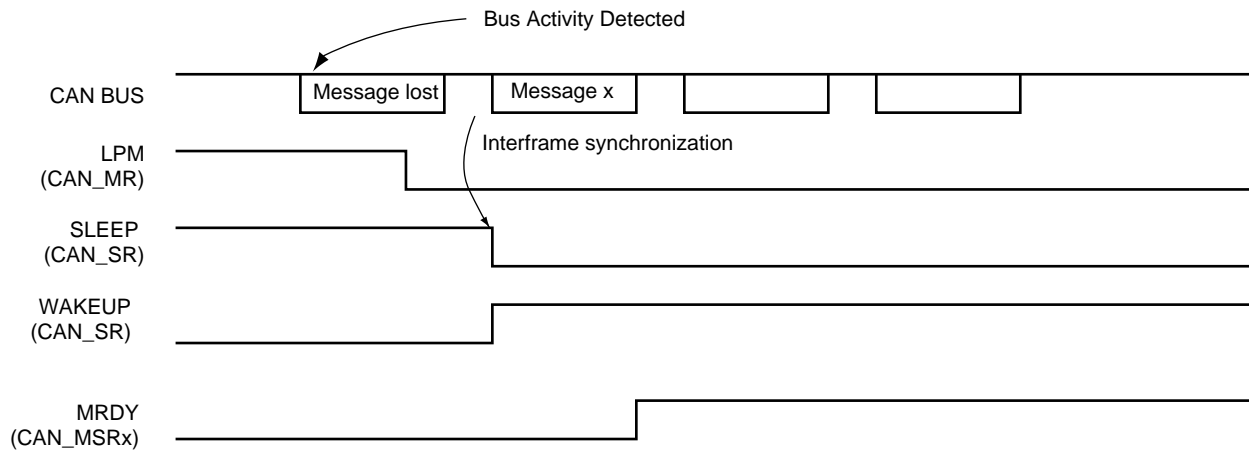 Bus Activity Detected
CAN BUS
Message lost
Message x
Interframe synchronization
LPM
(CAN_MR)
SLEEP
(CAN_SR)
WAKEUP
(CAN_SR)
MRDY
(CAN_MSRx)